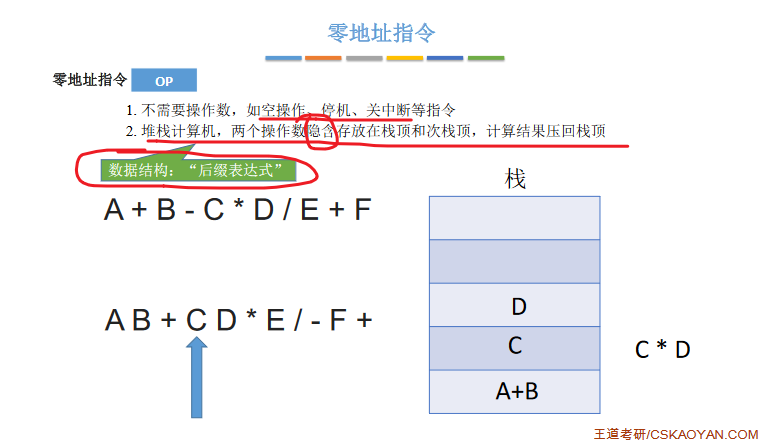 零地址指令
零地址指令 OP
1. 不需要操作数，如空操作、停机、关中断等指令
2. 堆栈计算机，两个操作数隐含存放在栈顶和次栈顶，计算结果压回栈顶
数据结构：“后缀表达式”
栈
A + B - C * D / E + F
A B + C D * E / - F +
D
C
A+B
C * D
王道考研/CSKAOYAN.COM